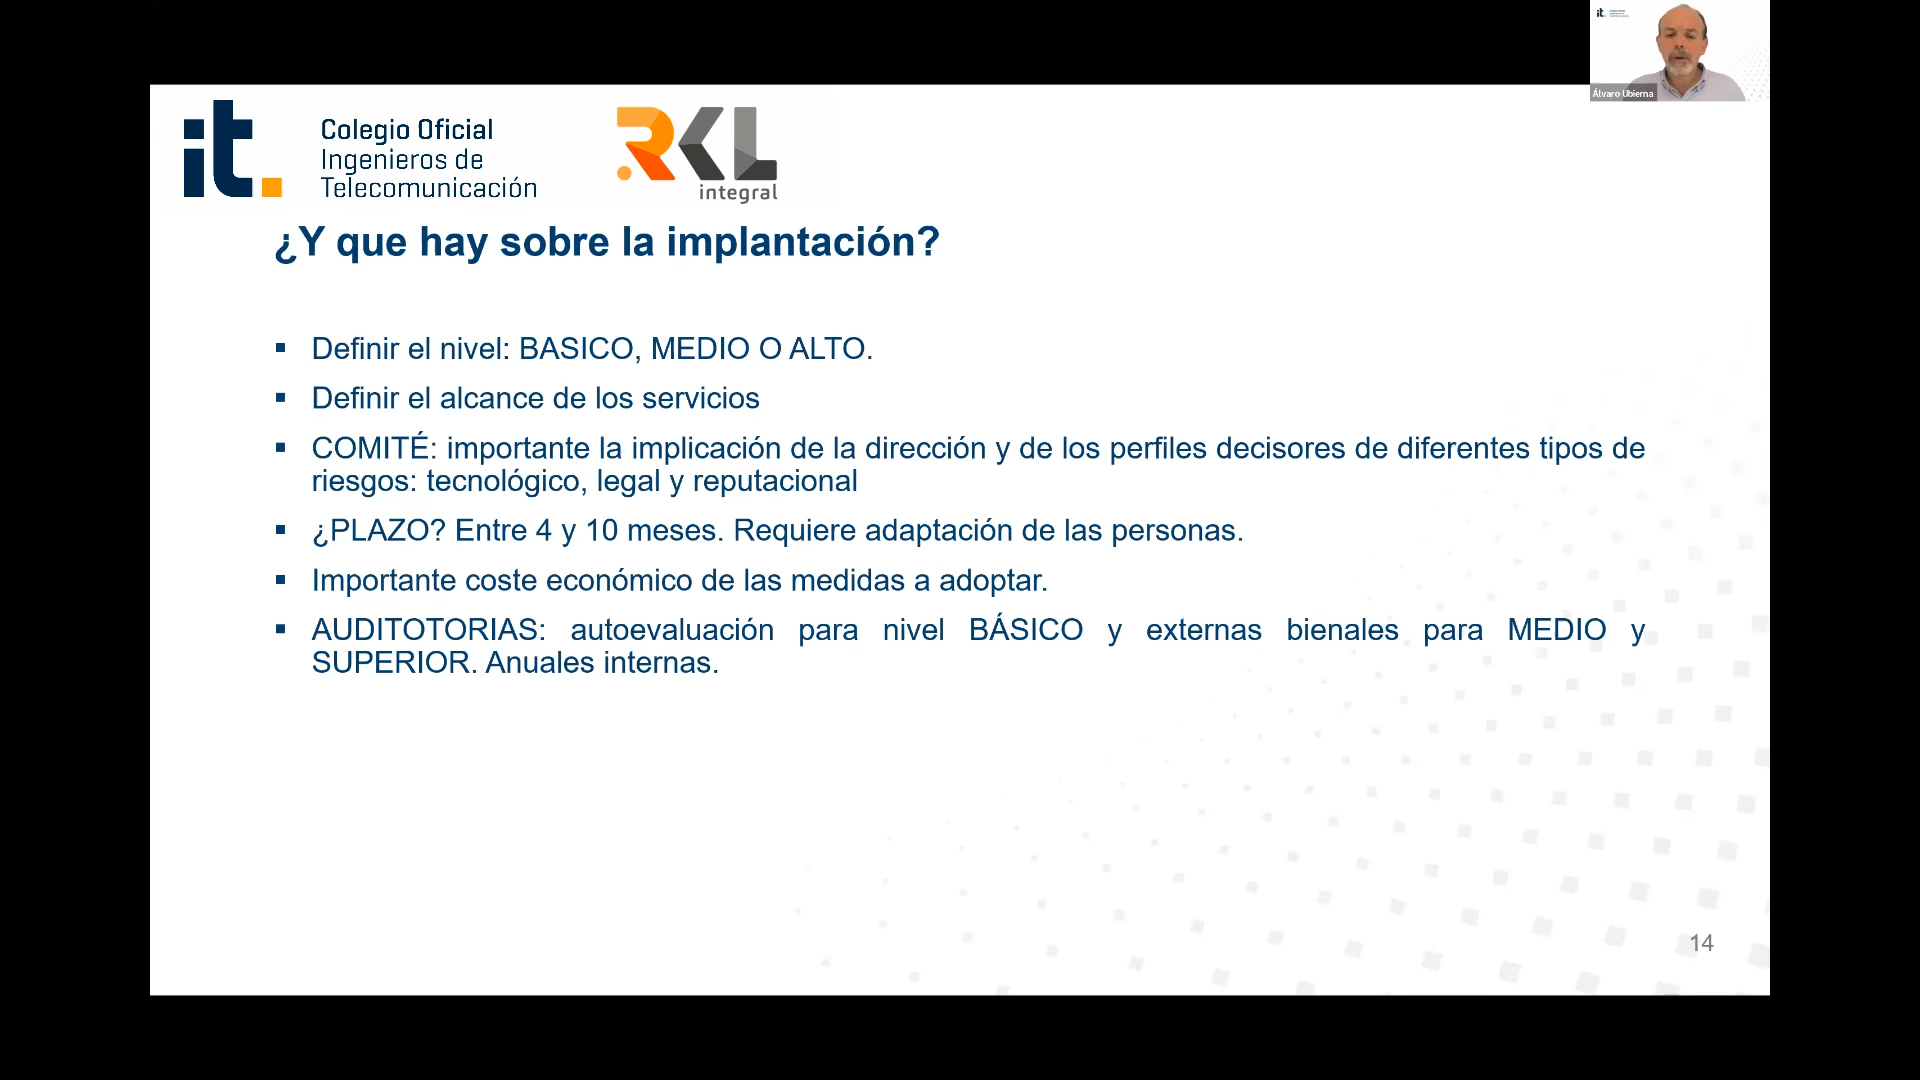 it.
Álvaro Ubierna
it.
Colegio Oficial
Ingenieros de
Telecomunicación
RKL
integral
¿Y que hay sobre la implantación?
▪ Definir el nivel: BASICO, MEDIO O ALTO.
▪ Definir el alcance de los servicios
▪ COMITÉ: importante la implicación de la dirección y de los perfiles decisores de diferentes tipos de
riesgos: tecnológico, legal y reputacional
▪ ¿PLAZO? Entre 4 y 10 meses. Requiere adaptación de las personas.
▪ Importante coste económico de las medidas a adoptar.
▪ AUDITOTORIAS: autoevaluación para nivel BÁSICO y externas bienales para MEDIO y
SUPERIOR. Anuales internas.
14